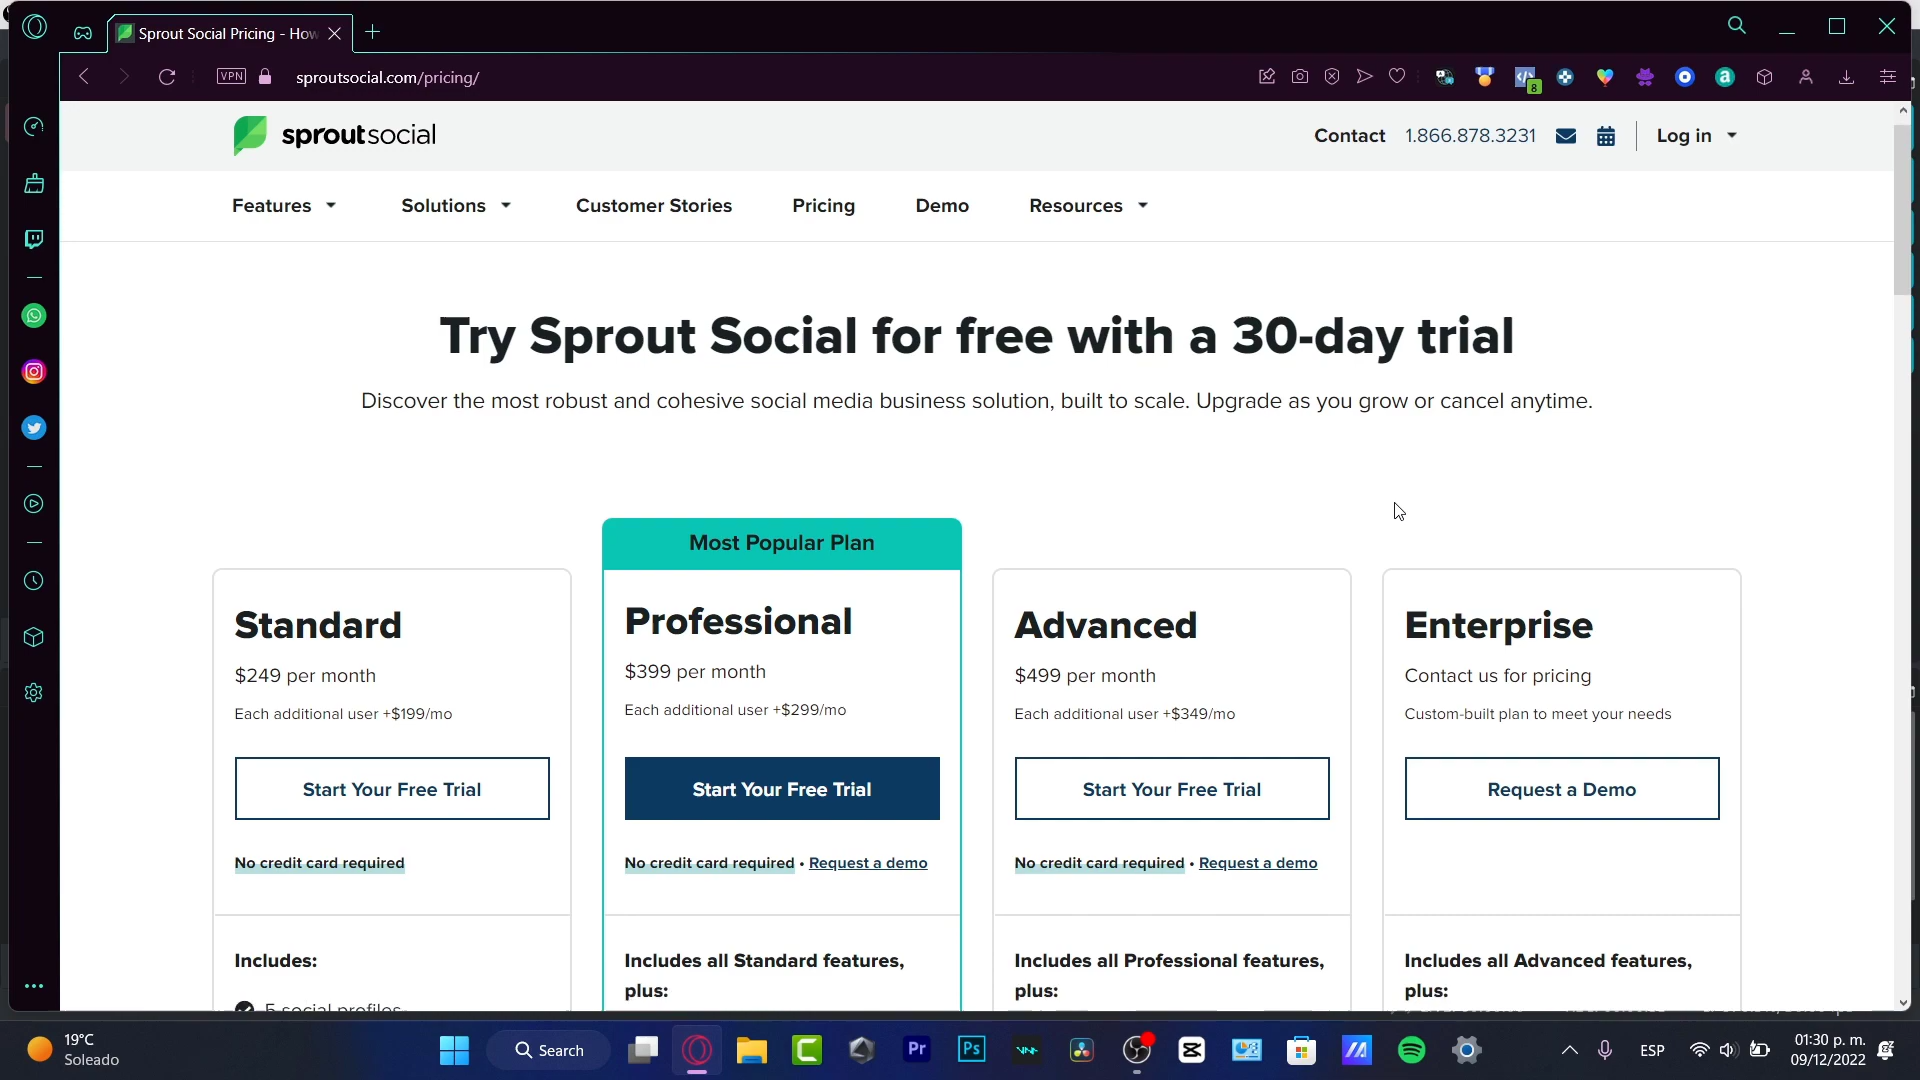 Sprout Social Pricing - How
VPN
sproutsocial.com/pricing/
8
sproutsocial
Contact 1.866.878.3231 Log in
Features Solutions Customer Stories Pricing Demo Resources
Try Sprout Social for free with a 30-day trial
Discover the most robust and cohesive social media business solution, built to scale. Upgrade as you grow or cancel anytime.
Most Popular Plan
Standard
$249 per month
Each additional user +$199/mo
Start Your Free Trial
No credit card required
Includes:
5 social profiles
Professional
$399 per month
Each additional user +$299/mo
Start Your Free Trial
No credit card required • Request a demo
Includes all Standard features,
plus:
Advanced
$499 per month
Each additional user +$349/mo
Start Your Free Trial
No credit card required • Request a demo
Includes all Professional features,
plus:
Enterprise
Contact us for pricing
Custom-built plan to meet your needs
Request a Demo
Includes all Advanced features,
plus:
19°C
Soleado
Search
Pr
Ps
ESP
01:30 p. m.
09/12/2022